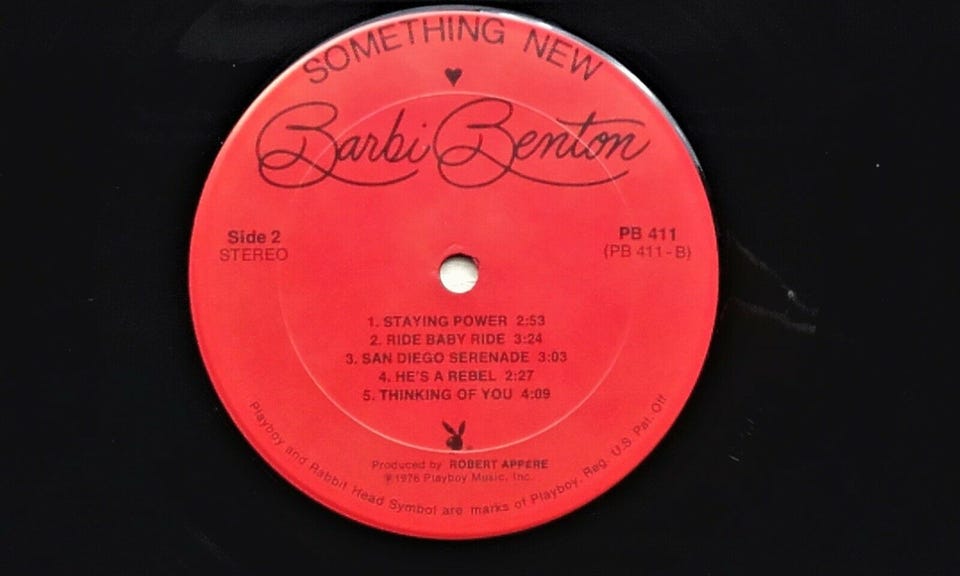 SOMETHING NEW
Barbi Benton
Side 2
STEREO
PB 411
(PB 411-B)
1. STAYING POWER 2:53
2. RIDE BABY RIDE 3:24
3. SAN DIEGO SERENADE 3:03
4. HE'S A REBEL 2:27
5. THINKING OF YOU 4:09
Produced by ROBERT APPERE
℗1976 Playboy Music, Inc.
Playboy and Rabbit Head Symbol are marks of Playboy, Reg. U.S. Pat. Off